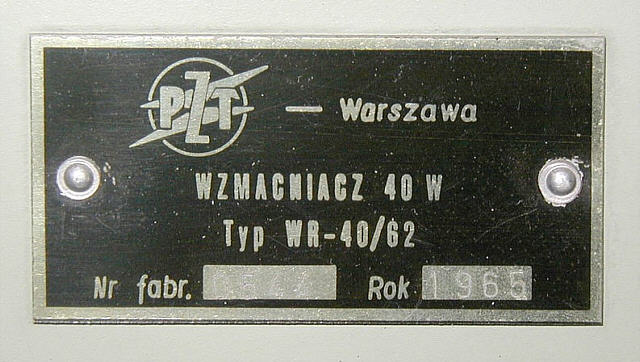 PZT — Warszawa
WZMACNIACZ 40 W
Typ WR-40/62
Nr fabr. Rok 1965